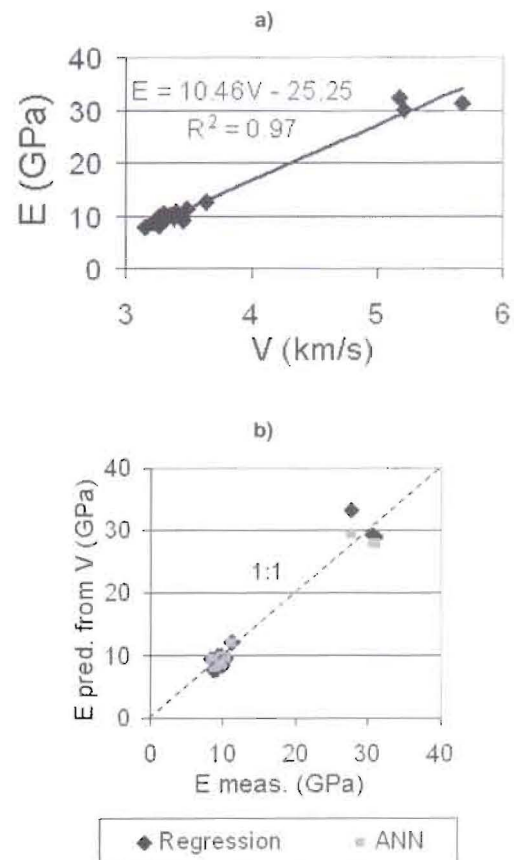 a)
E = 10.46V - 25.25
R² = 0.97
E (GPa)
40
30
20
10
0
3 4 5 6
V (km/s)
b)
E pred. from V (GPa)
40
30
20
10
0
1:1
0 10 20 30 40
E meas. (GPa)
Regression ANN